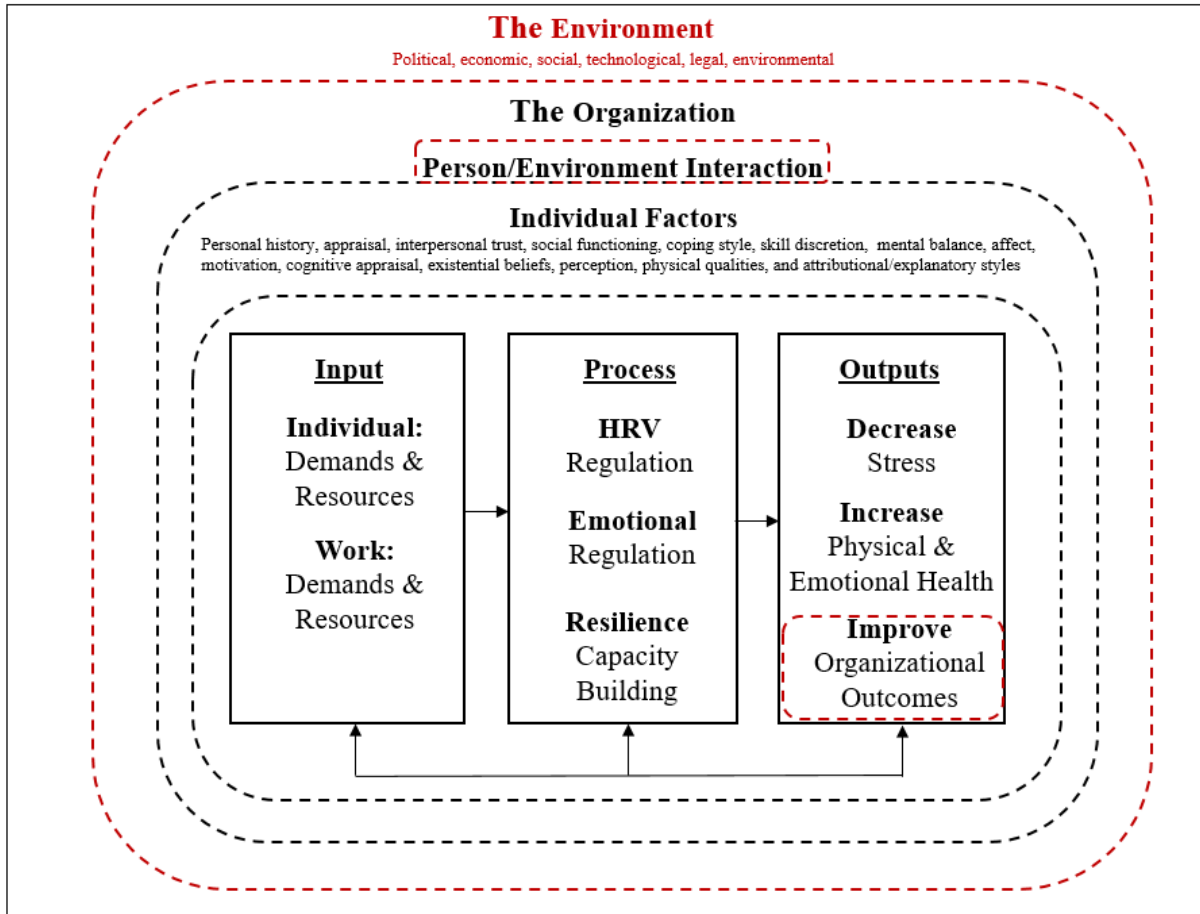 The Environment
Political, economic, social, technological, legal, environmental
The Organization
Person/Environment Interaction
Individual Factors
Personal history, appraisal, interpersonal trust, social functioning, coping style, skill discretion, mental balance, affect,
motivation, cognitive appraisal, existential beliefs, perception, physical qualities, and attributional/explanatory styles
Input
Individual:
Demands &
Resources
Work:
Demands &
Resources
Process
HRV
Regulation
Emotional
Regulation
Resilience
Capacity
Building
Outputs
Decrease
Stress
Increase
Physical &
Emotional Health
Improve
Organizational
Outcomes